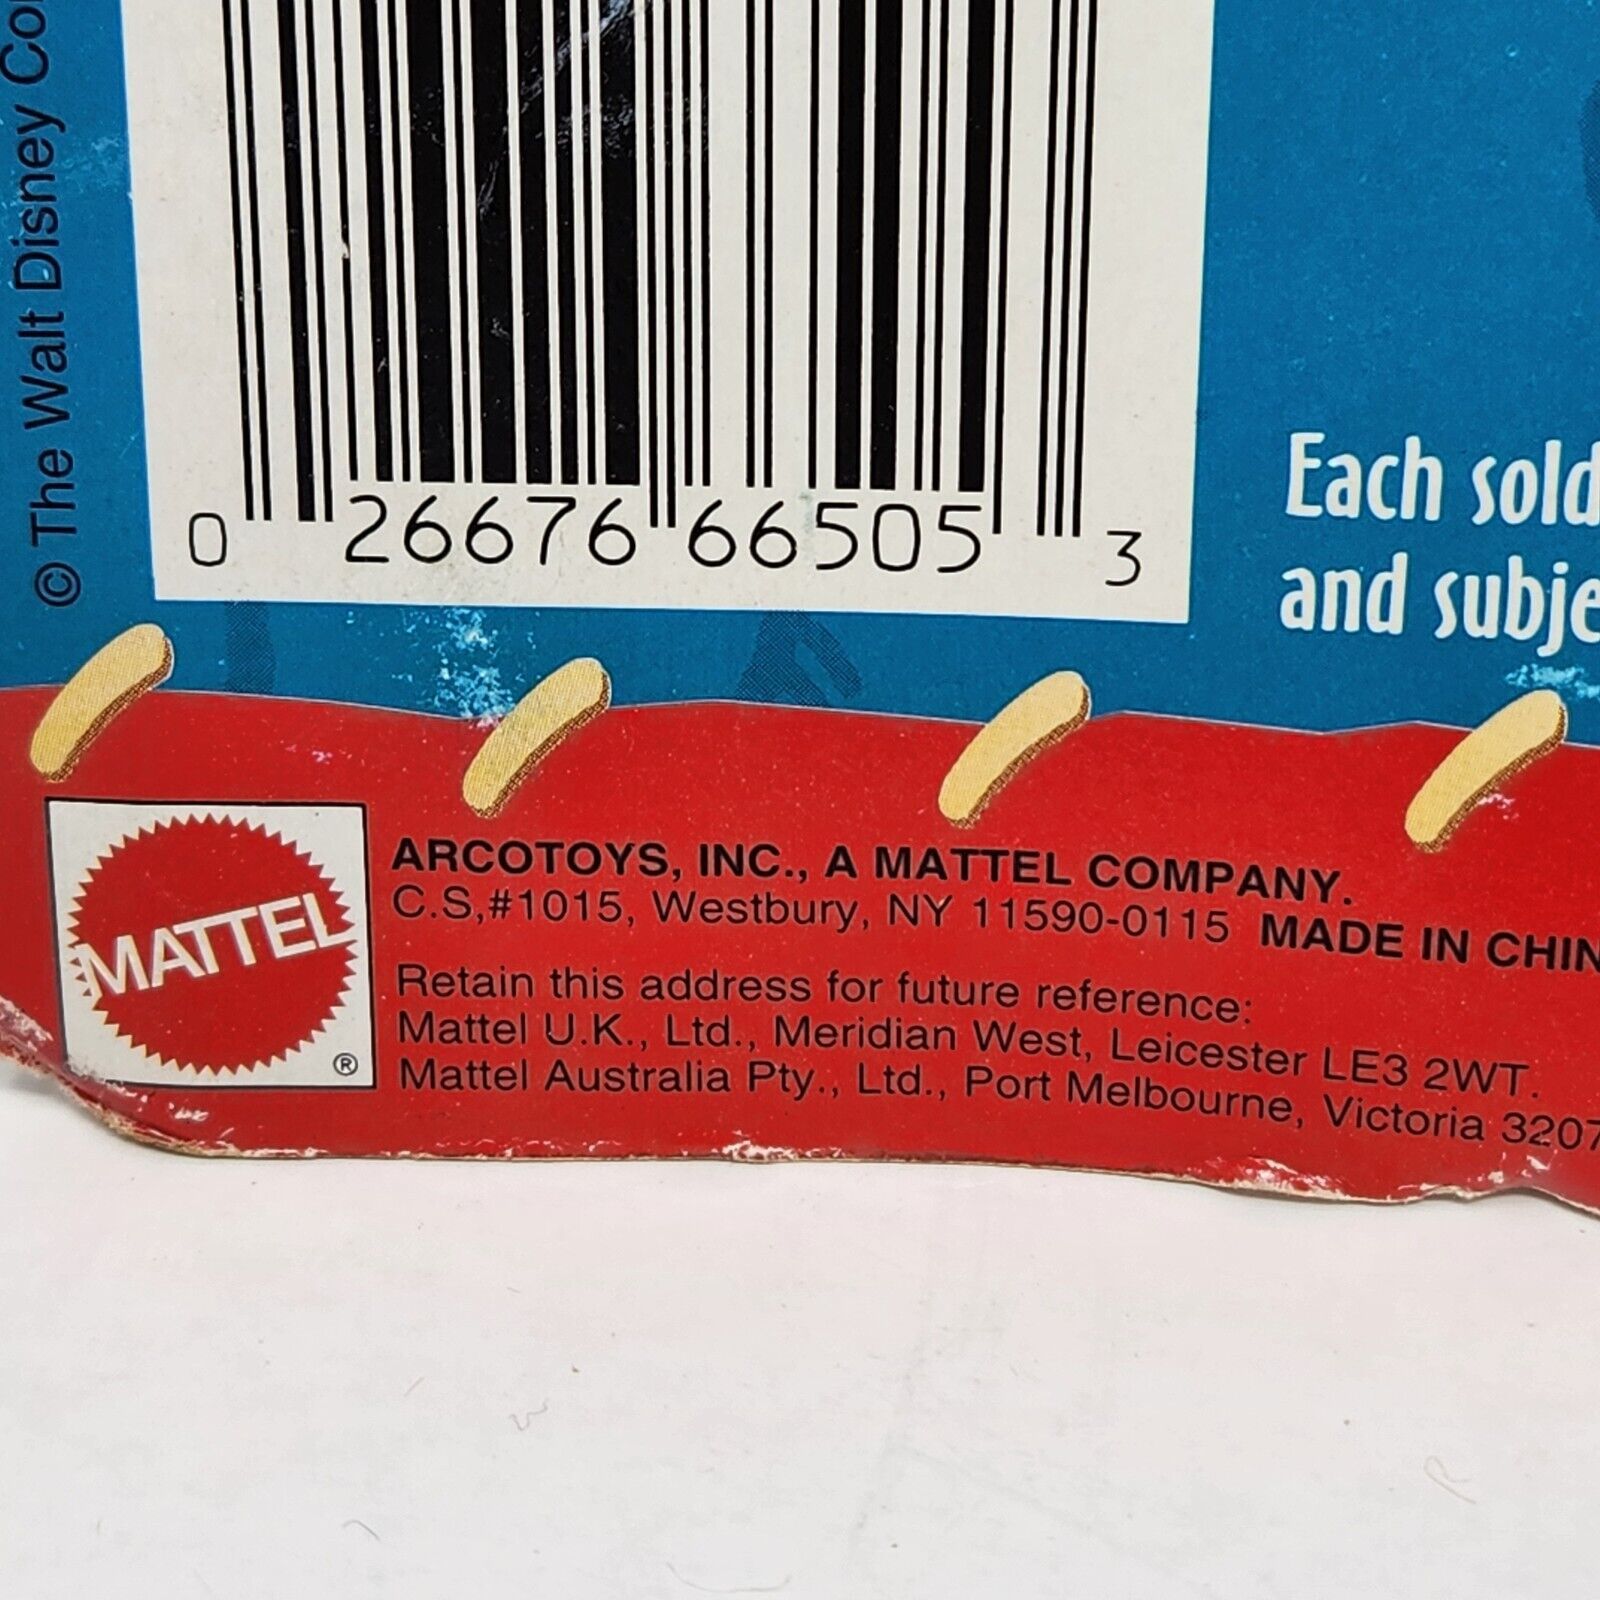 © The Walt Disney
0 26676 66505 3
Each sold
and
MATTEL
®
ARCOTOYS, INC., A MATTEL COMPANY.
C.S,#1015, Westbury, NY 11590-0115 MADE IN CHIN
Retain this address for future reference:
Mattel U.K., Ltd., Meridian West, Leicester LE3 2WT.
Mattel Australia Pty., Ltd., Port Melbourne, Victoria 3207